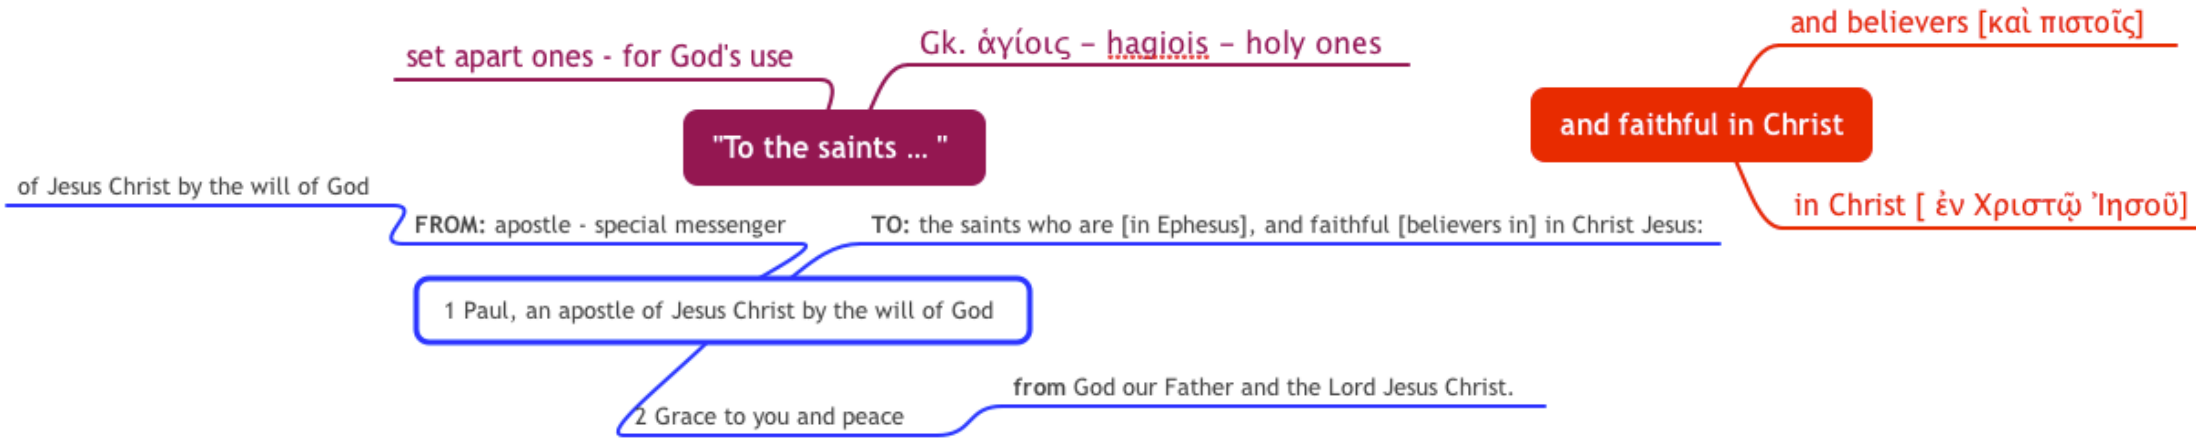 and believers [καὶ πιστοῖς]
set apart ones - for God's use
Gk. ἁγίοις – hagiois – holy ones
and faithful in Christ
"To the saints ... "
of Jesus Christ by the will of God
in Christ [ ἐν Χριστῷ Ἰησοῦ]
FROM: apostle - special messenger
TO: the saints who are [in Ephesus], and faithful [believers in] in Christ Jesus:
1 Paul, an apostle of Jesus Christ by the will of God
from God our Father and the Lord Jesus Christ.
2 Grace to you and peace